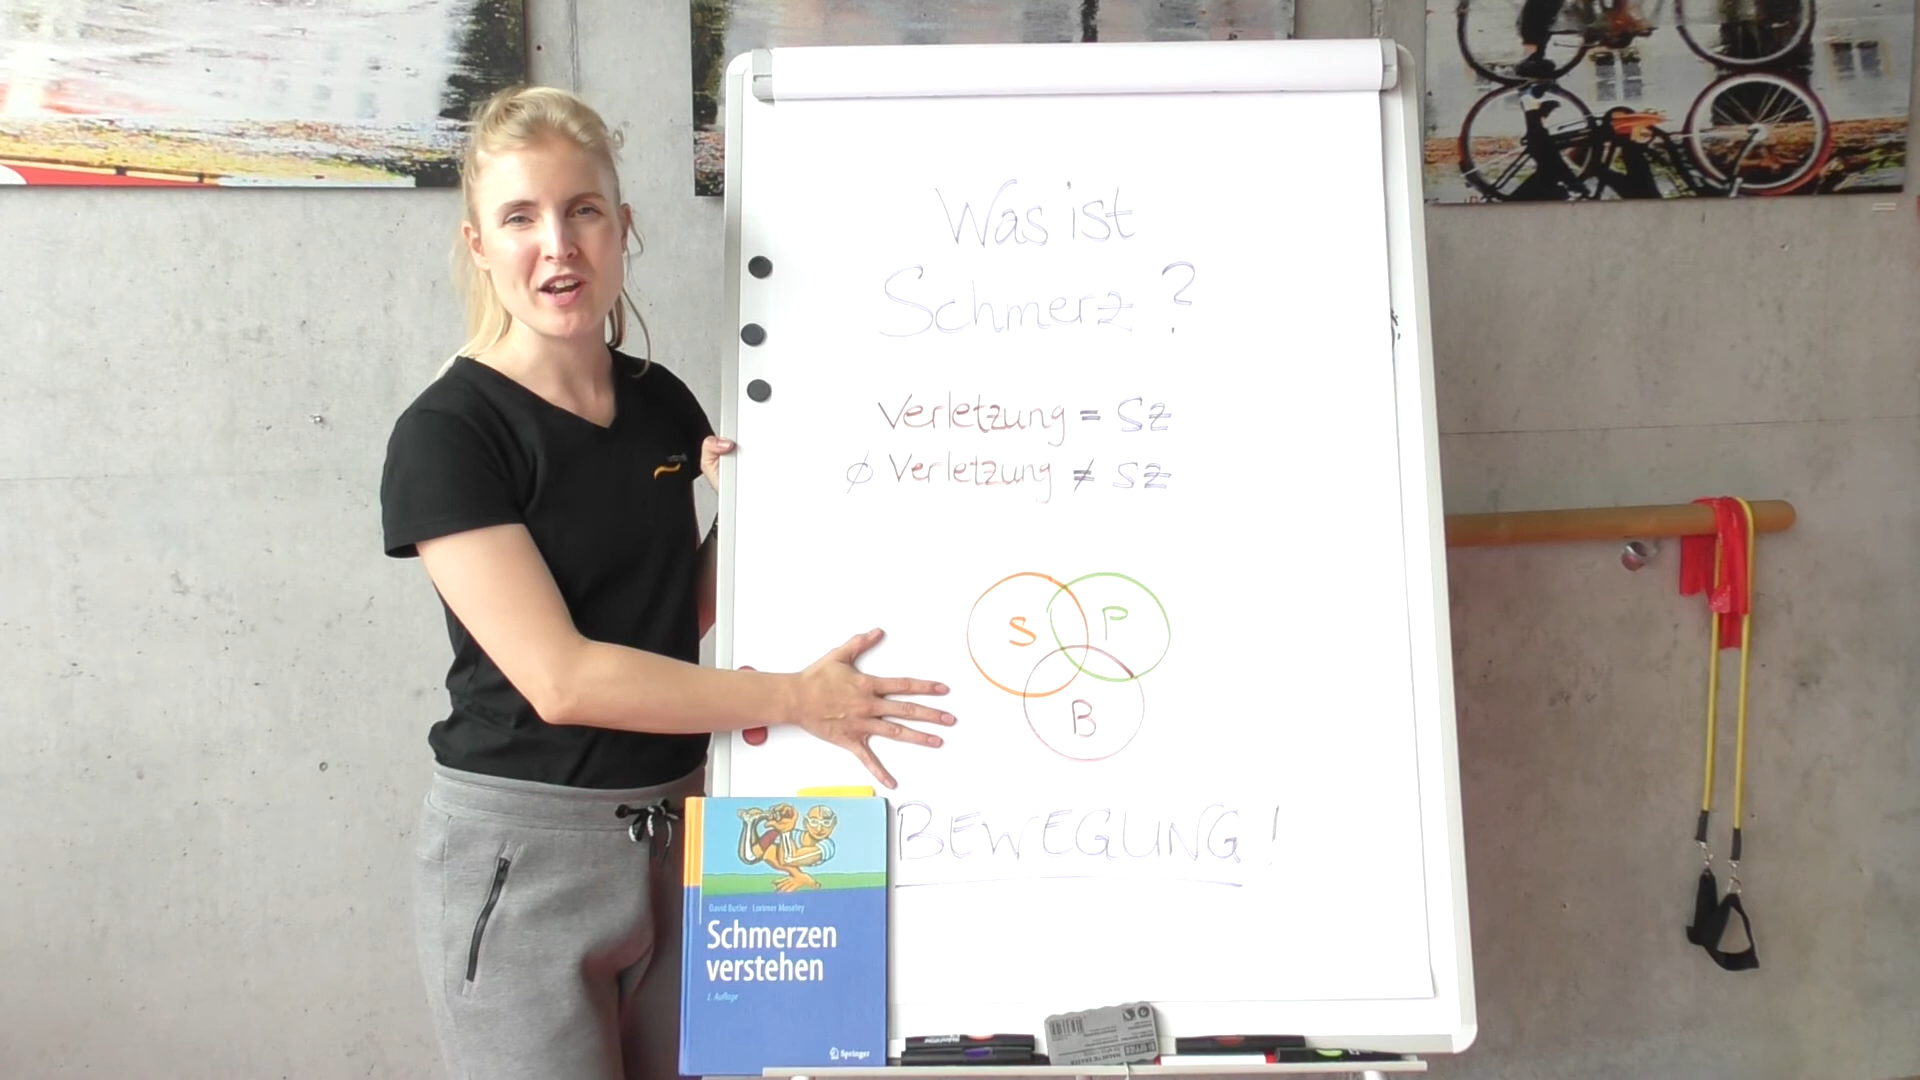 Was ist
Schmerz ?
Verletzung = SZ
∅ Verletzung ≠ SZ
S P
B
BEWEGUNG !
David Butler Lorimer Moseley
Schmerzen
verstehen
Springer